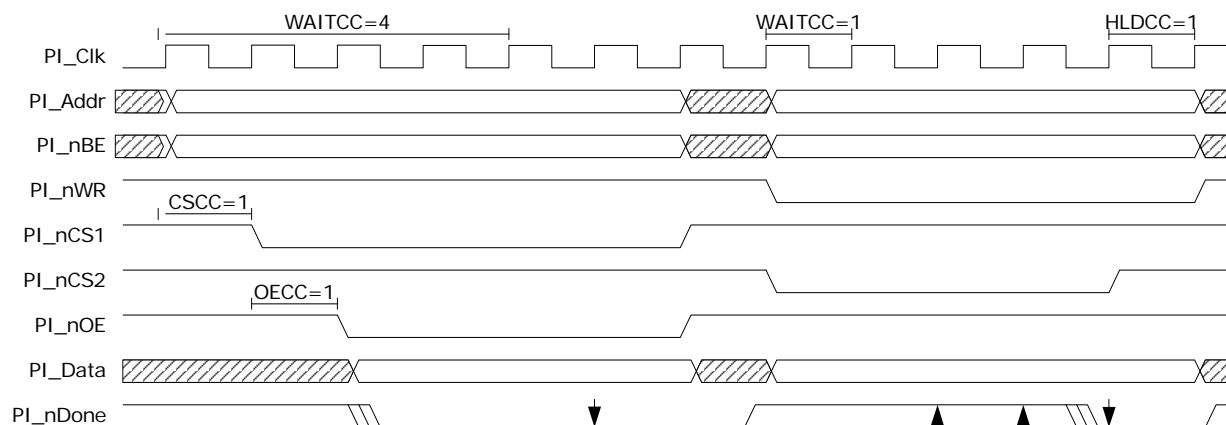 WAITCC=4 WAITCC=1 HLDCC=1
PI_Clk
PI_Addr
PI_nBE
PI_nWR
CSCC=1
PI_nCS1
PI_nCS2
OECC=1
PI_nOE
PI_Data
PI_nDone